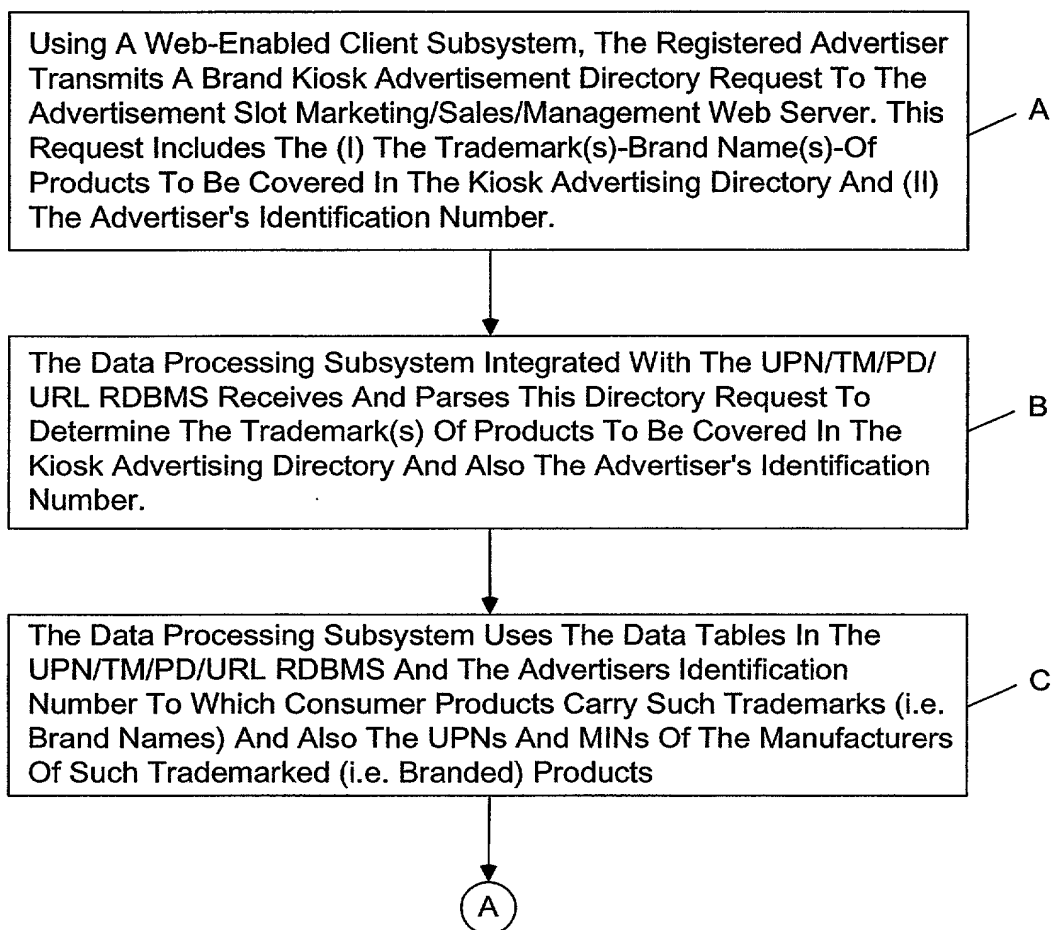 Using A Web-Enabled Client Subsystem, The Registered Advertiser
Transmits A Brand Kiosk Advertisement Directory Request To The
Advertisement Slot Marketing/Sales/Management Web Server. This
Request Includes The (I) The Trademark(s)-Brand Name(s)-Of
Products To Be Covered In The Kiosk Advertising Directory And (II)
The Advertiser's Identification Number.
A
The Data Processing Subsystem Integrated With The UPN/TM/PD/
URL RDBMS Receives And Parses This Directory Request To
Determine The Trademark(s) Of Products To Be Covered In The
Kiosk Advertising Directory And Also The Advertiser's Identification
Number.
B
The Data Processing Subsystem Uses The Data Tables In The
UPN/TM/PD/URL RDBMS And The Advertisers Identification
Number To Which Consumer Products Carry Such Trademarks (i.e.
Brand Names) And Also The UPNs And MINs Of The Manufacturers
Of Such Trademarked (i.e. Branded) Products
C
A